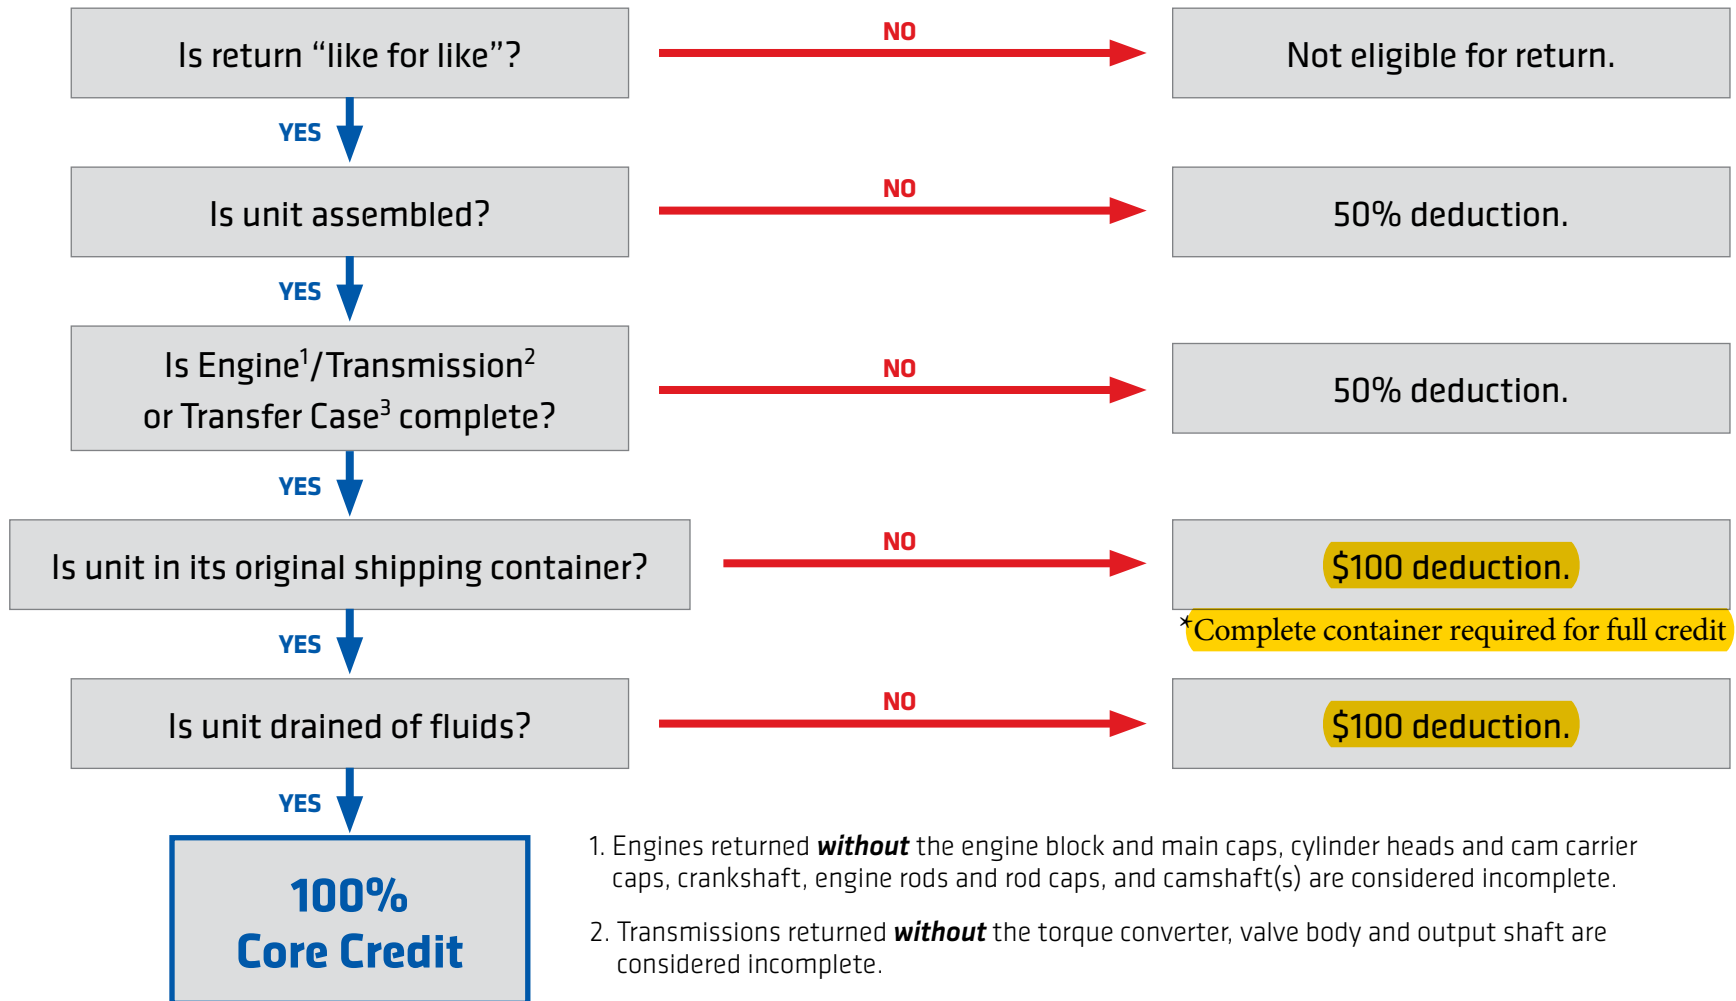 Is return “like for like”?
NO
Not eligible for return.
YES
Is unit assembled?
NO
50% deduction.
YES
Is Engine¹/Transmission²
or Transfer Case³ complete?
NO
50% deduction.
YES
Is unit in its original shipping container?
NO
$100 deduction.
*Complete container required for full credit
YES
Is unit drained of fluids?
NO
$100 deduction.
YES
100%
Core Credit
1. Engines returned without the engine block and main caps, cylinder heads and cam carrier
caps, crankshaft, engine rods and rod caps, and camshaft(s) are considered incomplete.
2. Transmissions returned without the torque converter, valve body and output shaft are
considered incomplete.